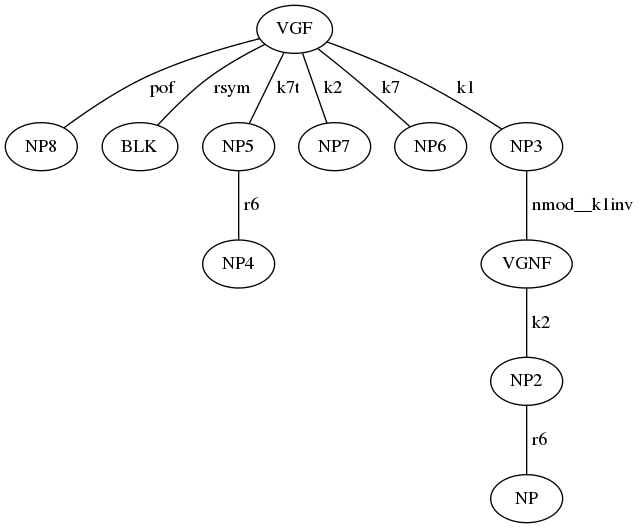 VGF
pof
rsym
k7t
k2
k7
k1
NP8
BLK
NP5
NP7
NP6
NP3
r6
nmod__k1inv
NP4
VGNF
k2
NP2
r6
NP